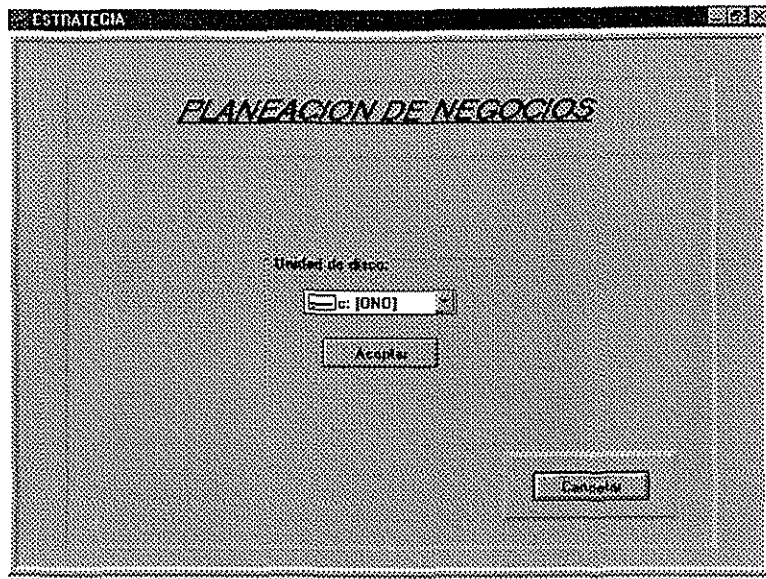 ESTRATEGIA
PLANEACION DE NEGOCIOS
Unidad de disco:
c: [ONO]
Aceptar
Cancelar